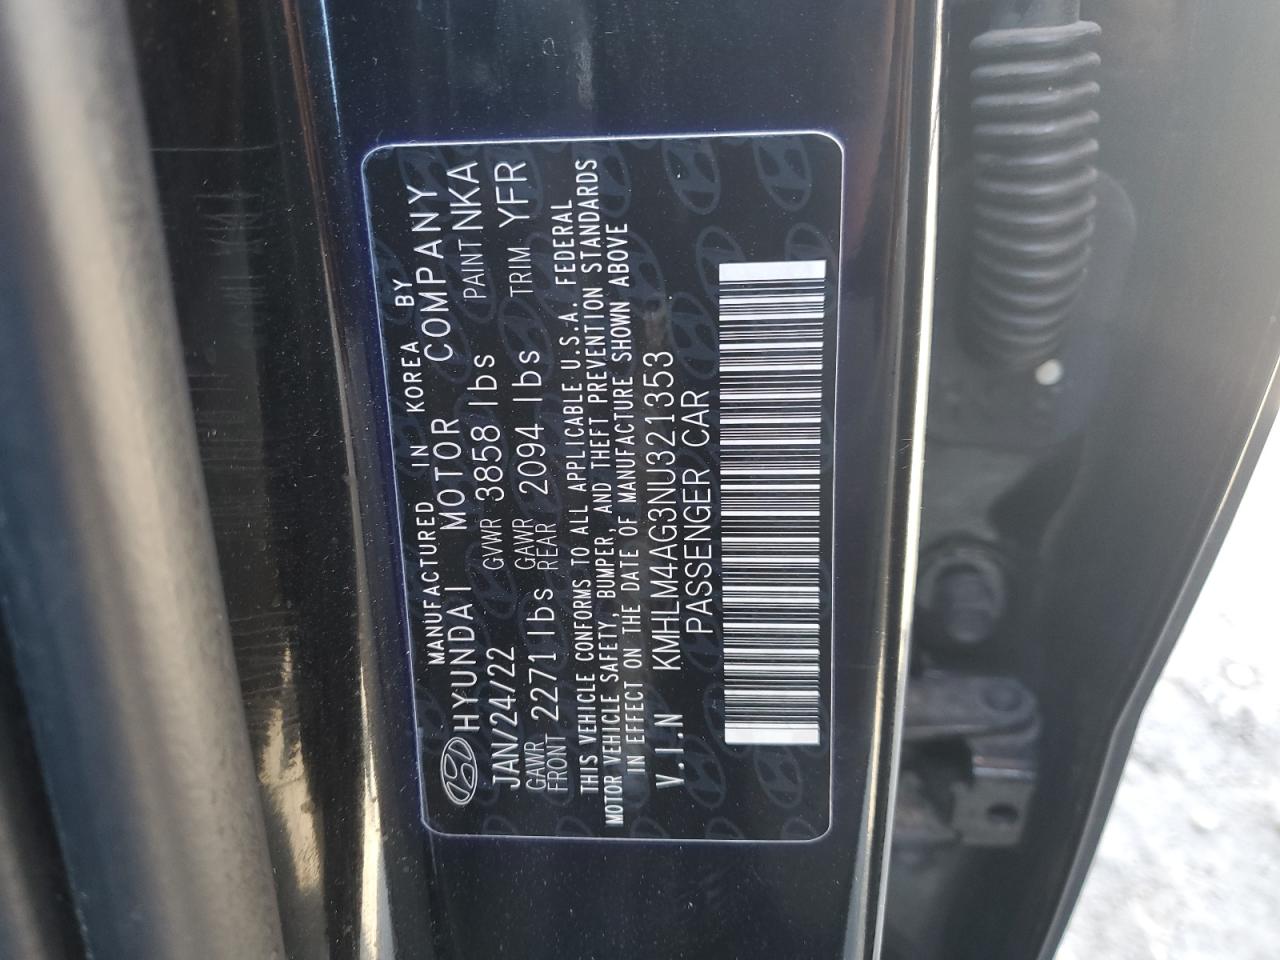 MANUFACTURED IN KOREA BY
HYUNDAI MOTOR COMPANY
JAN/24/22 GVWR 3858 lbs PAINT NKA
GAWR FRONT 2271 lbs GAWR REAR 2094 lbs TRIM YFR
THIS VEHICLE CONFORMS TO ALL APPLICABLE U.S.A. FEDERAL
MOTOR VEHICLE SAFETY, BUMPER, AND THEFT PREVENTION STANDARDS
IN EFFECT ON THE DATE OF MANUFACTURE SHOWN ABOVE
V.I.N KMHLM4AG3NU321353
PASSENGER CAR